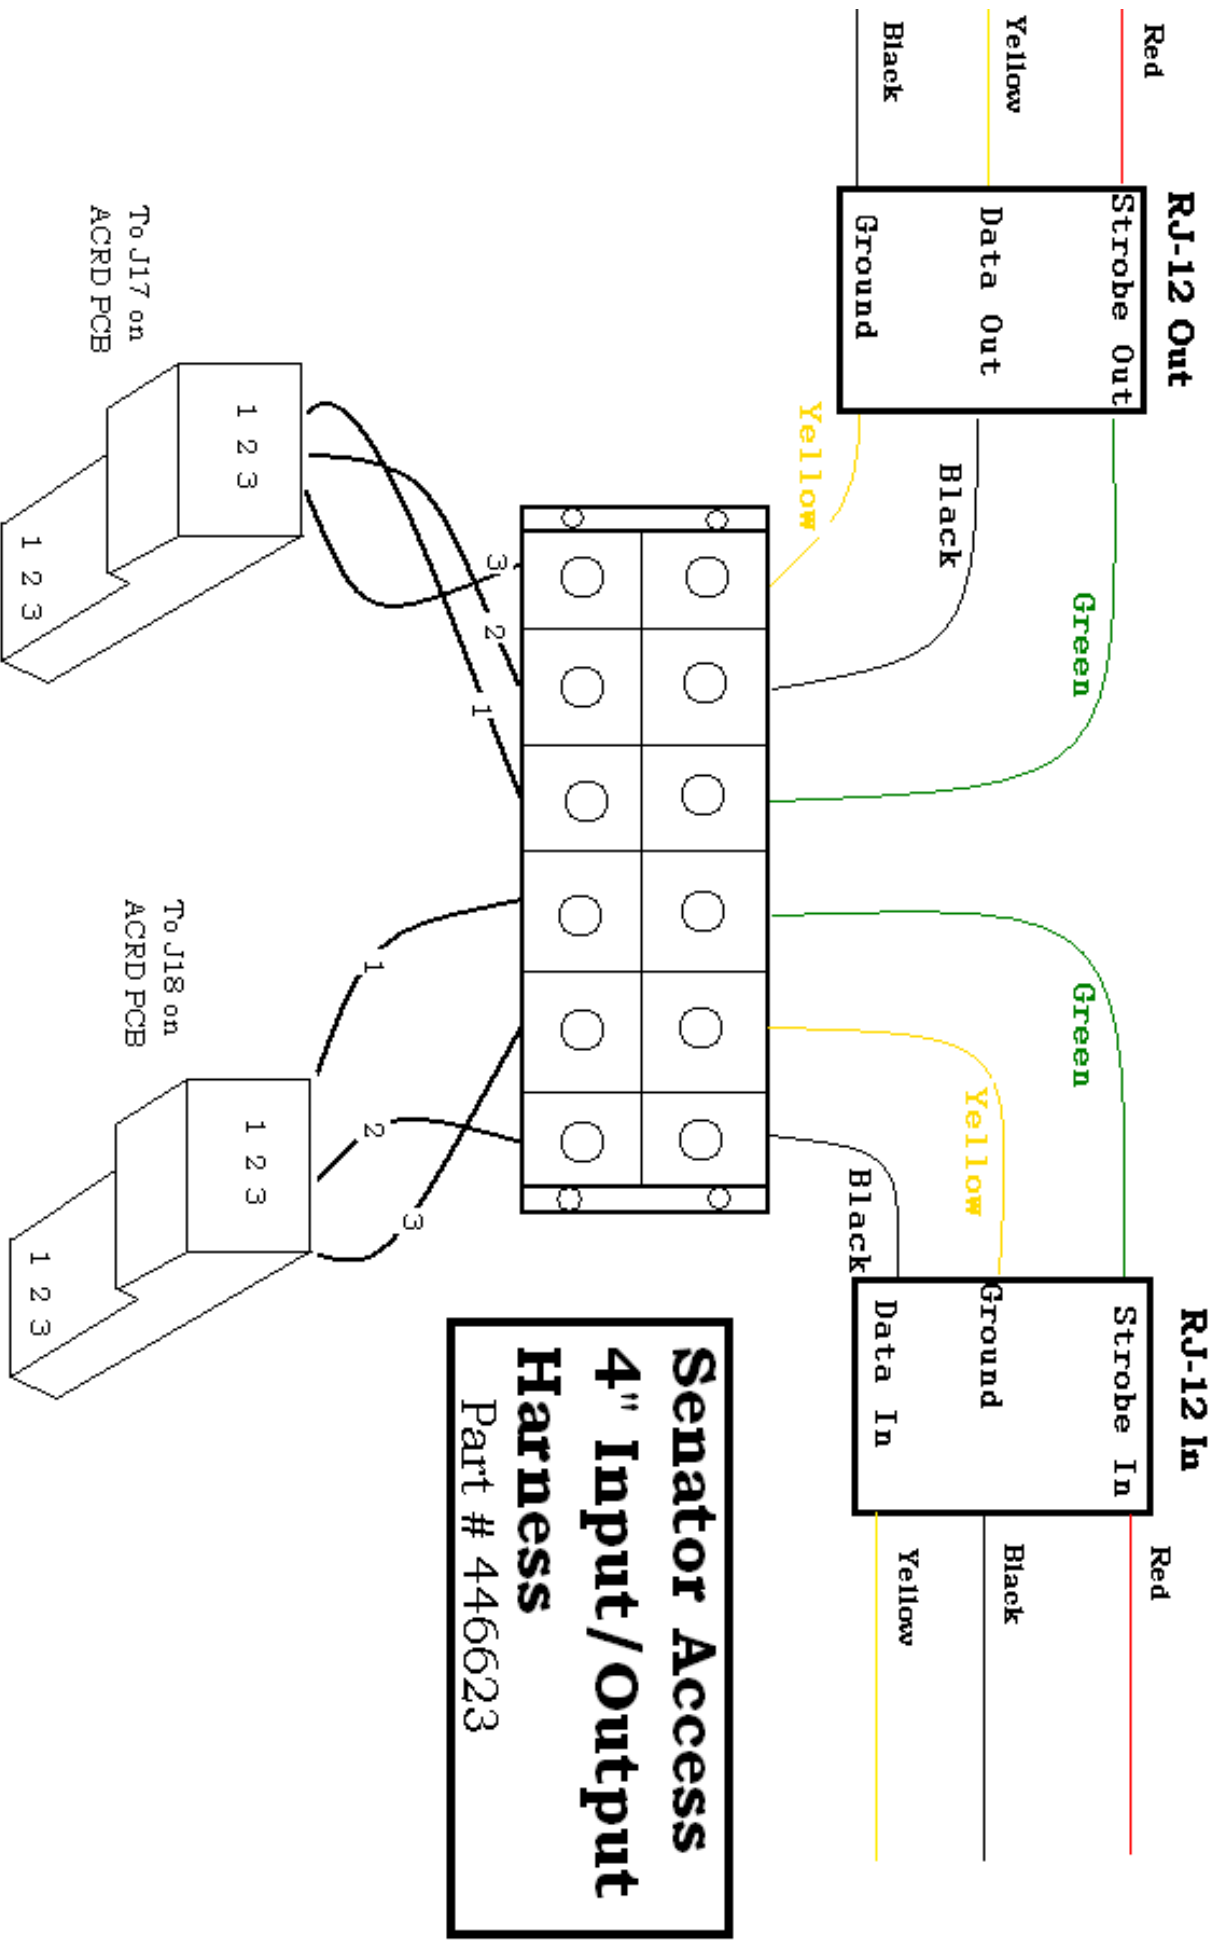 RJ-12 Out
RJ-12 In
Red
Strobe Out
Green
Green
Strobe In
Red
Yellow
Data Out
Black
Yellow
Ground
Black
Black
Ground
Yellow
Black
Data In
Yellow
3
2
1
1
2
3
1 2 3
1 2 3
To J17 on
ACRD PCB
1 2 3
1 2 3
To J18 on
ACRD PCB
Senator Access
4" Input/Output
Harness
Part # 446623